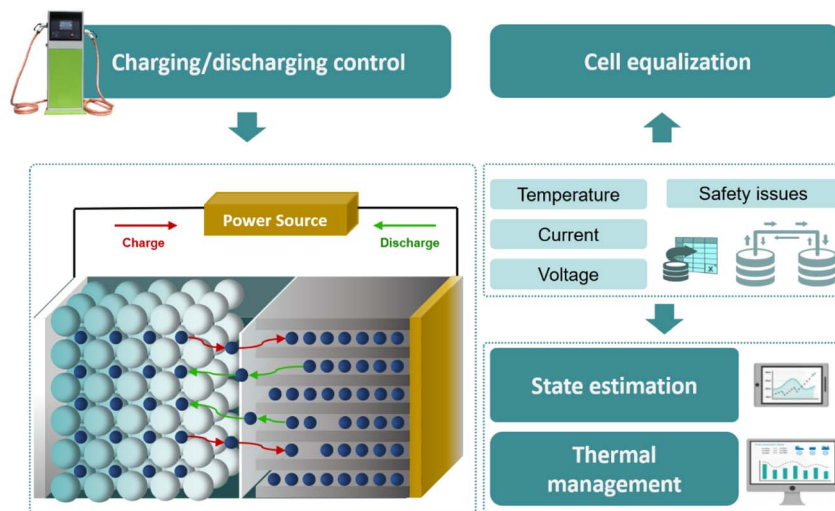 Charging/discharging control
Cell equalization
Power Source
Charge
Discharge
Temperature
Current
Voltage
Safety issues
X
State estimation
Thermal
management